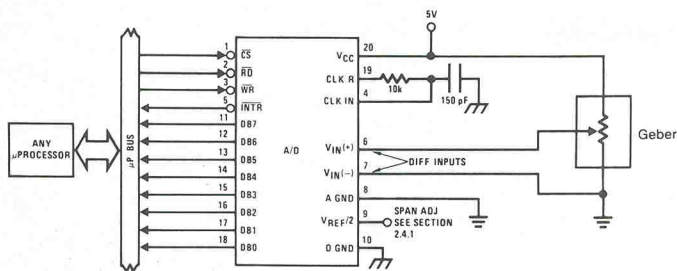 5V
1 CS
2 RD
3 WR
5 INTR
11 DB7
12 DB6
13 DB5
14 DB4
15 DB3
16 DB2
17 DB1
18 DB0
ANY
μPROCESSOR
μP BUS
A/D
VCC 20
CLK R 19
10k
CLK IN 4
150 pF
VIN(+) 6
DIFF INPUTS
VIN(−) 7
A GND 8
VREF/2 9
SPAN ADJ
SEE SECTION
2.4.1
D GND 10
Geber